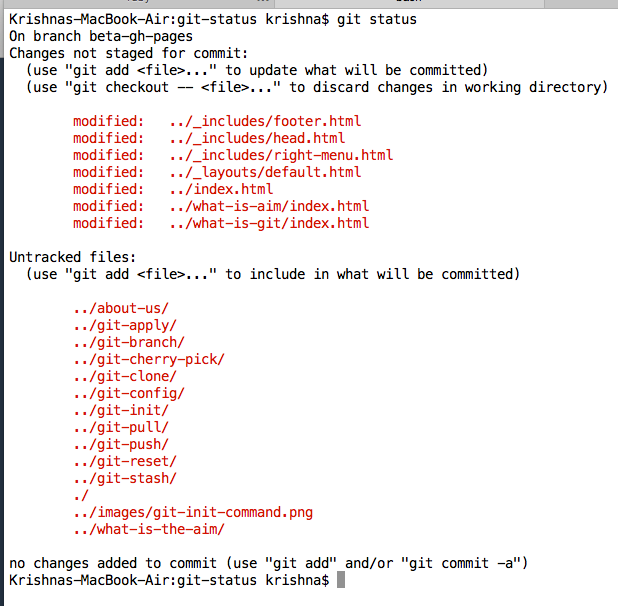 Krishnas-MacBook-Air:git-status krishna$ git status
On branch beta-gh-pages
Changes not staged for commit:
  (use "git add <file>..." to update what will be committed)
  (use "git checkout -- <file>..." to discard changes in working directory)
        modified:   ../_includes/footer.html
        modified:   ../_includes/head.html
        modified:   ../_includes/right-menu.html
        modified:   ../_layouts/default.html
        modified:   ../index.html
        modified:   ../what-is-aim/index.html
        modified:   ../what-is-git/index.html
Untracked files:
  (use "git add <file>..." to include in what will be committed)
        ../about-us/
        ../git-apply/
        ../git-branch/
        ../git-cherry-pick/
        ../git-clone/
        ../git-config/
        ../git-init/
        ../git-pull/
        ../git-push/
        ../git-reset/
        ../git-stash/
        ./
        ../images/git-init-command.png
        ../what-is-the-aim/
no changes added to commit (use "git add" and/or "git commit -a")
Krishnas-MacBook-Air:git-status krishna$